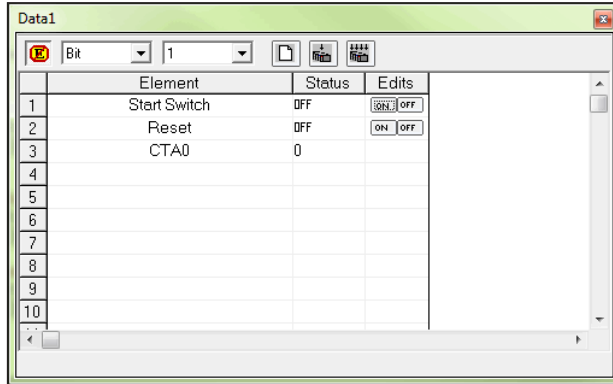 Data1
E Bit 1
Element Status Edits
1 Start Switch OFF ON OFF
2 Reset OFF ON OFF
3 CTA0 0
4
5
6
7
8
9
10